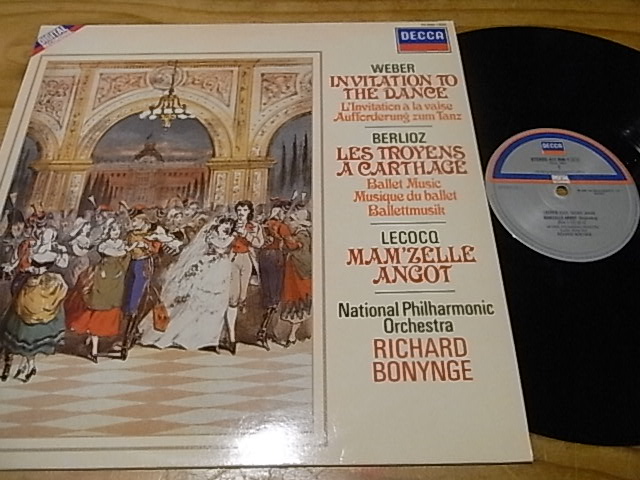 DIGITAL
DECCA
WEBER
INVITATION TO
THE DANCE
L'Invitation à la valse
Aufforderung zum Tanz
BERLIOZ
LES TROYENS
A CARTHAGE
Ballet Music
Musique du ballet
Ballettmusik
LECOCQ
MAM'ZELLE
ANGOT
National Philharmonic
Orchestra
RICHARD
BONYNGE
DECCA